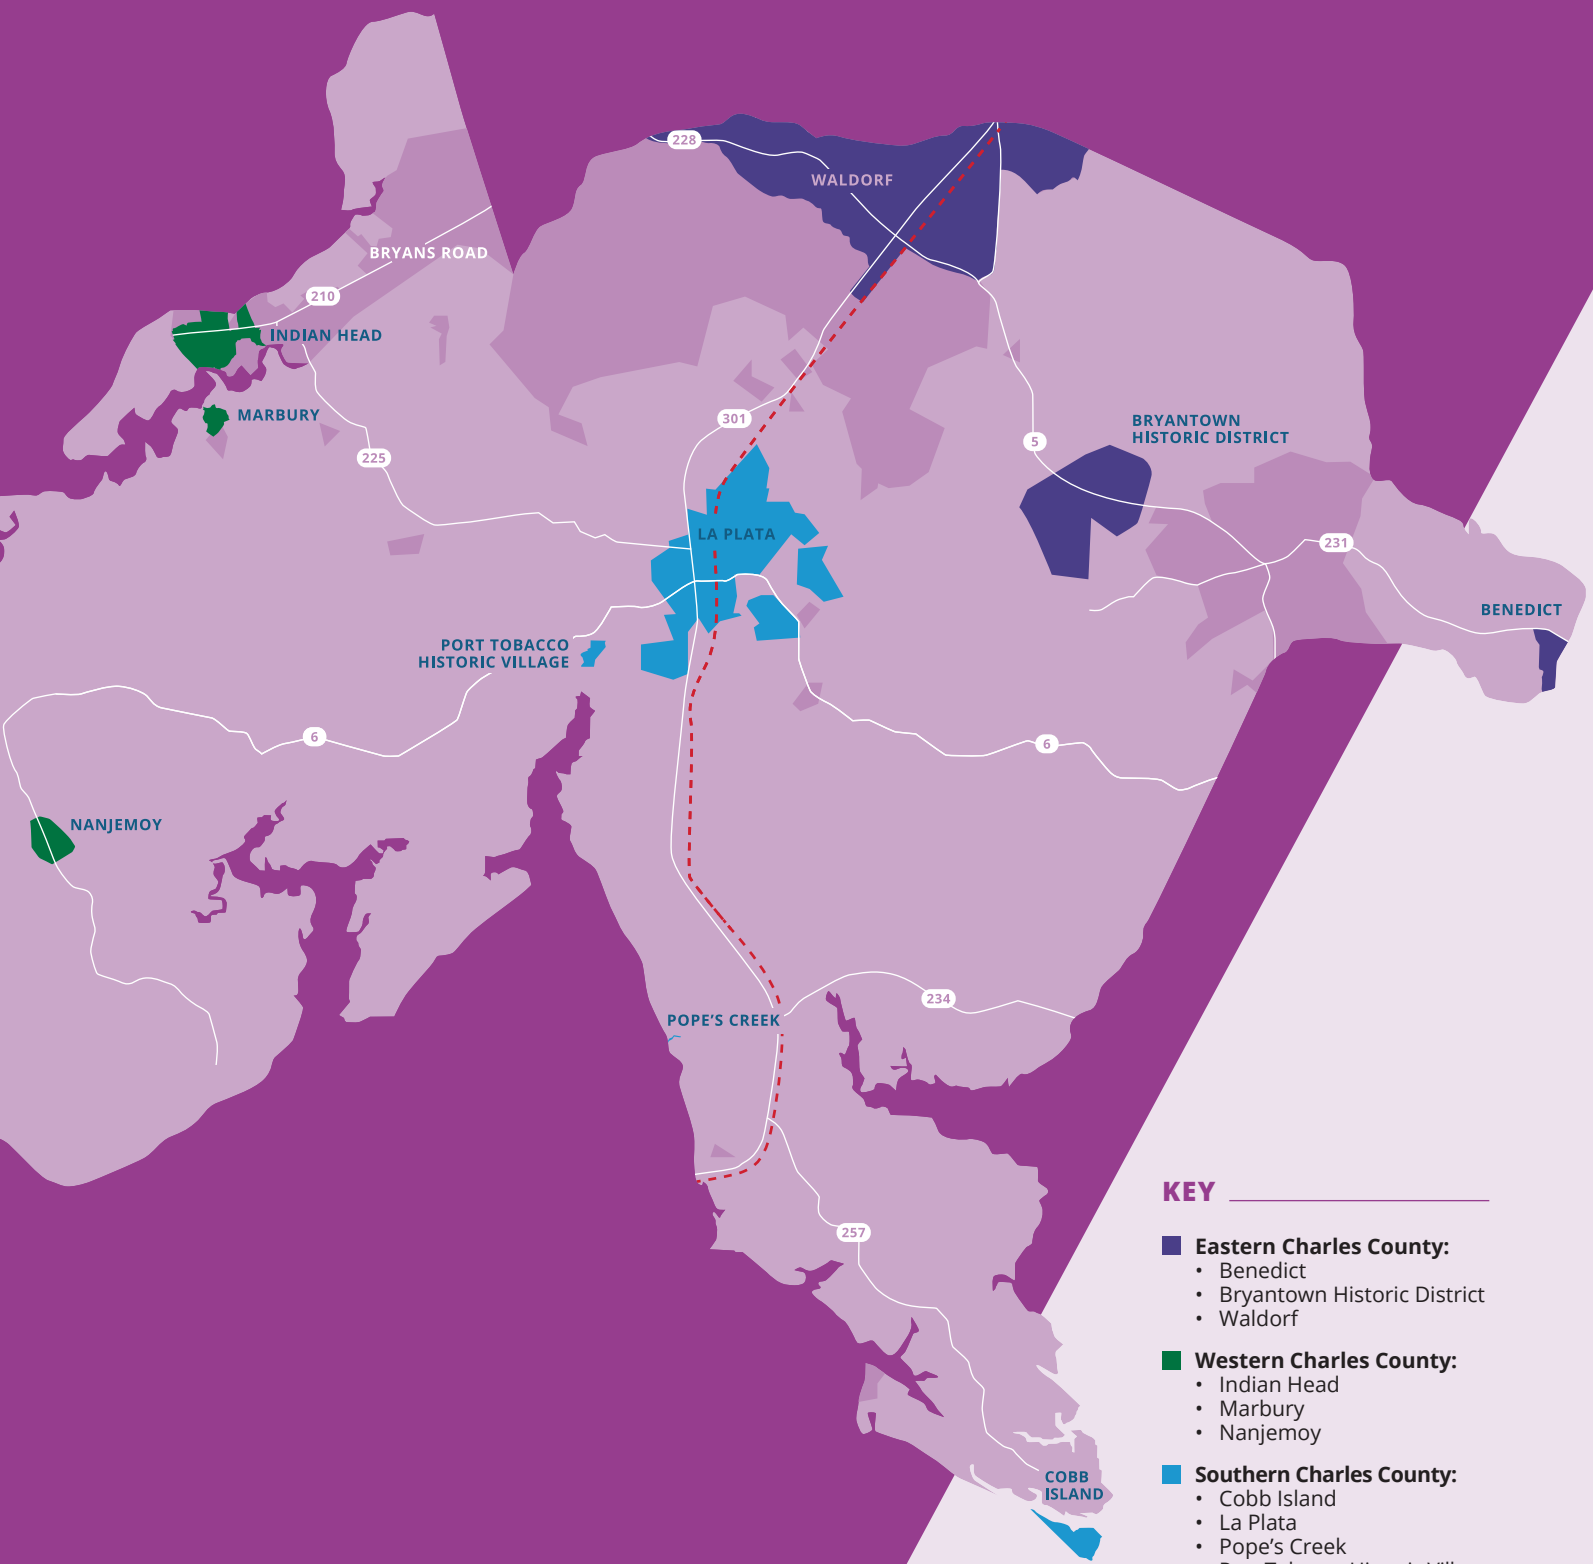 228
WALDORF
BRYANS ROAD
210
INDIAN HEAD
MARBURY
301
BRYANTOWN
HISTORIC DISTRICT
5
225
LA PLATA
231
BENEDICT
PORT TOBACCO
HISTORIC VILLAGE
6
6
NANJEMOY
234
POPE'S CREEK
257
COBB
ISLAND
KEY
Eastern Charles County:
• Benedict
• Bryantown Historic District
• Waldorf
Western Charles County:
• Indian Head
• Marbury
• Nanjemoy
Southern Charles County:
• Cobb Island
• La Plata
• Pope's Creek